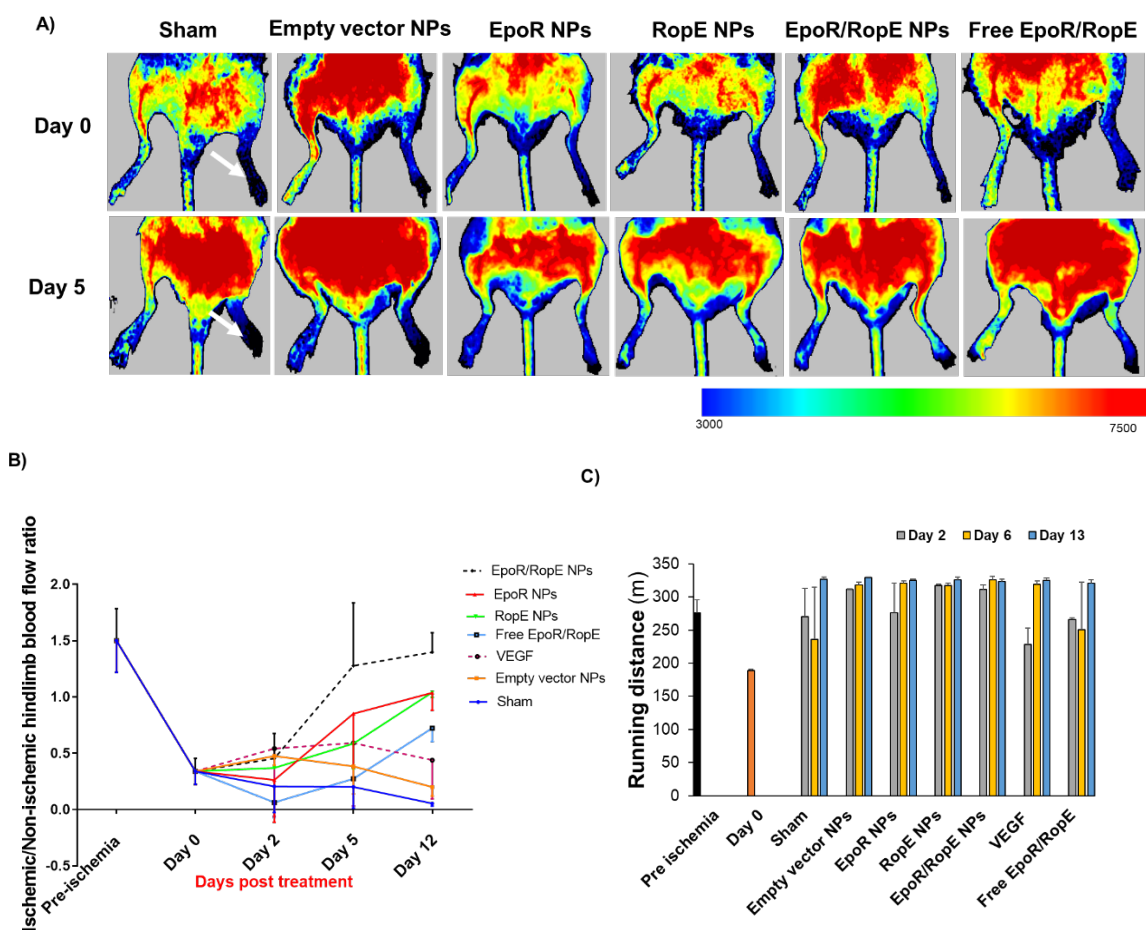 A)
Sham
Empty vector NPs
EpoR NPs
RopE NPs
EpoR/RopE NPs
Free EpoR/RopE
Day 0
Day 5
3000
7500
B)
Ischemic/Non-ischemic hindlimb blood flow ratio
2.0
1.5
1.0
0.5
0.0
-0.5
Pre-ischemia
Day 0
Day 2
Day 5
Day 12
Days post treatment
EpoR/RopE NPs
EpoR NPs
RopE NPs
Free EpoR/RopE
VEGF
Empty vector NPs
Sham
C)
Day 2
Day 6
Day 13
Running distance (m)
350
300
250
200
150
100
50
0
Pre ischemia
Day 0
Sham
Empty vector NPs
EpoR NPs
RopE NPs
EpoR/RopE NPs
VEGF
Free EpoR/RopE